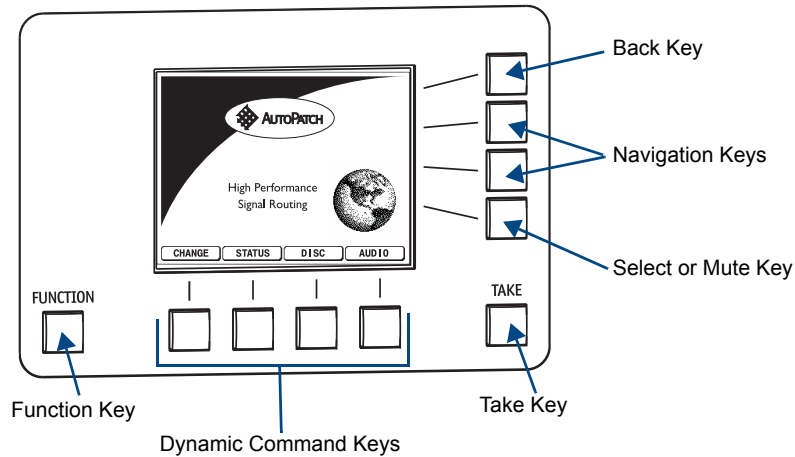 Back Key
AUTOPATCH
Navigation Keys
High Performance
Signal Routing
CHANGE STATUS DISC AUDIO
Select or Mute Key
FUNCTION
TAKE
Function Key
Take Key
Dynamic Command Keys